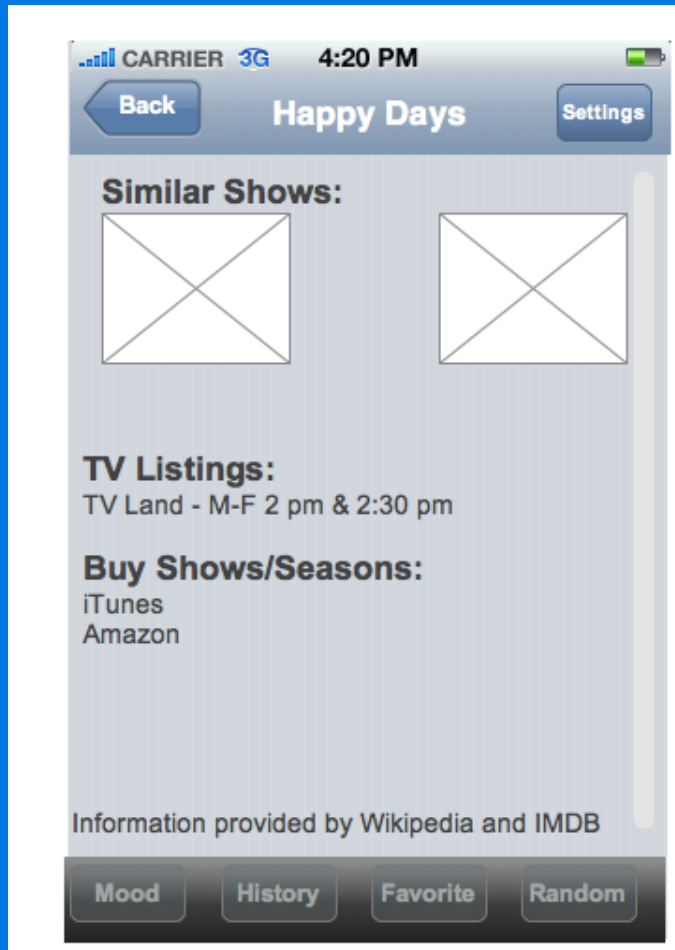 CARRIER 3G 4:20 PM
Back Happy Days Settings
Similar Shows:
TV Listings:
TV Land - M-F 2 pm & 2:30 pm
Buy Shows/Seasons:
iTunes
Amazon
Information provided by Wikipedia and IMDB
Mood History Favorite Random